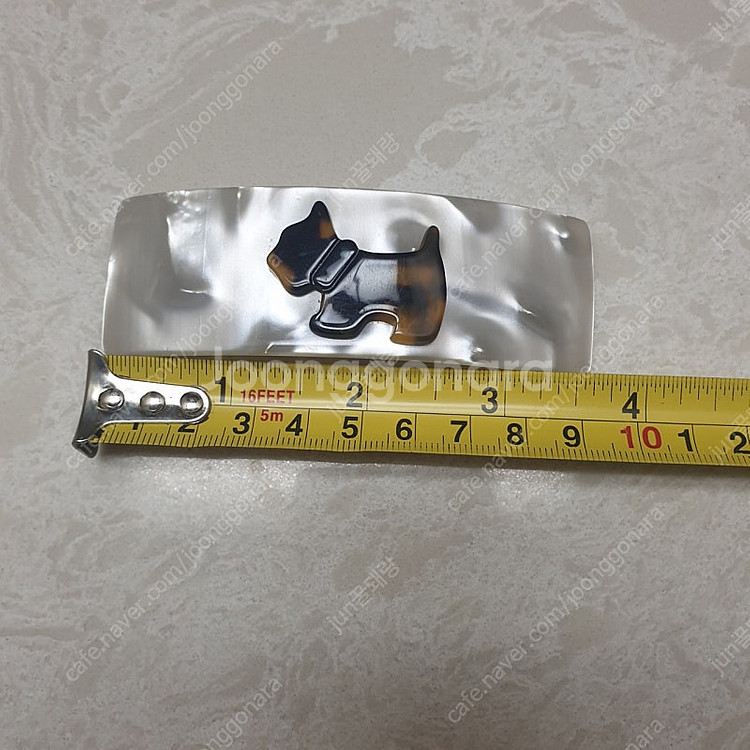 joonggonara
1 16FEET 2 3 4
5m
1 2 3 4 5 6 7 8 9 10 1 2
cafe.naver.com/joonggonara